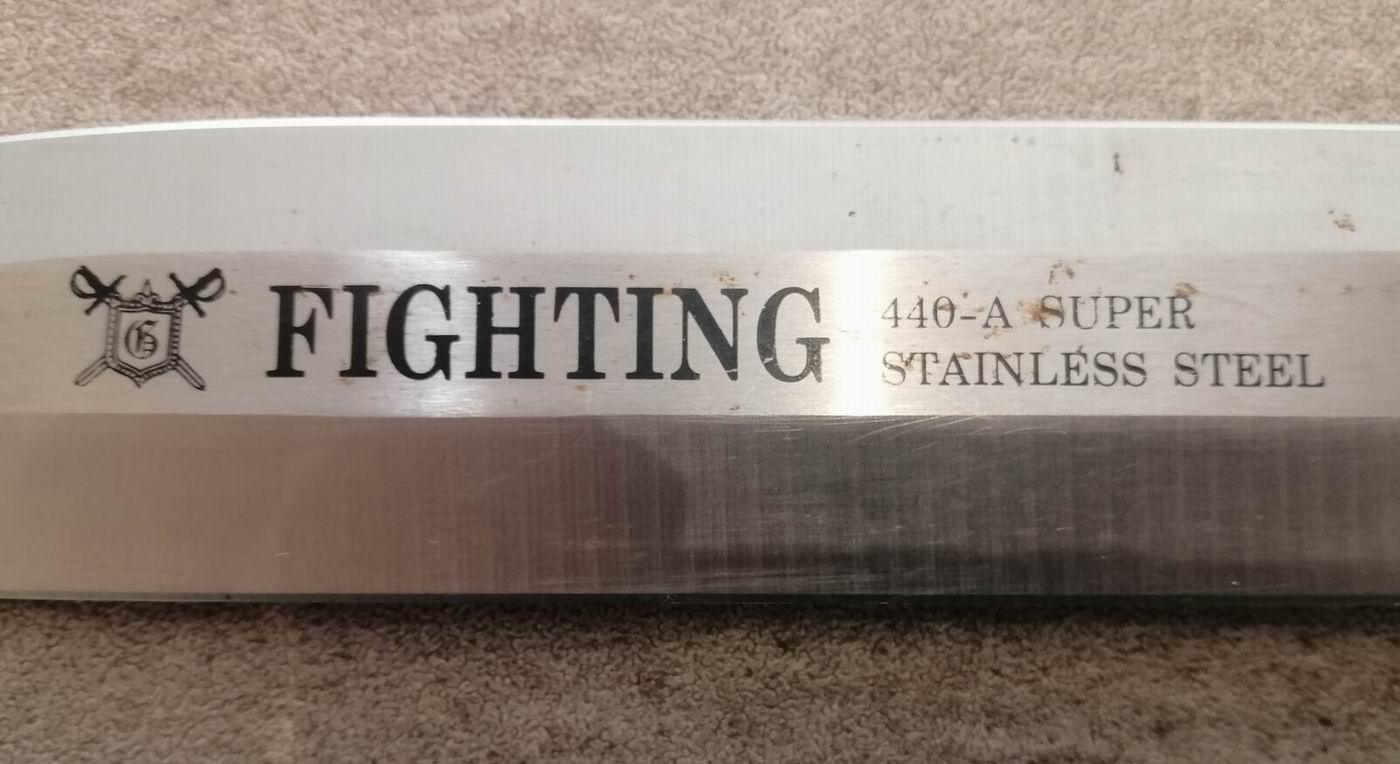 G
FIGHTING
440-A SUPER
STAINLESS STEEL